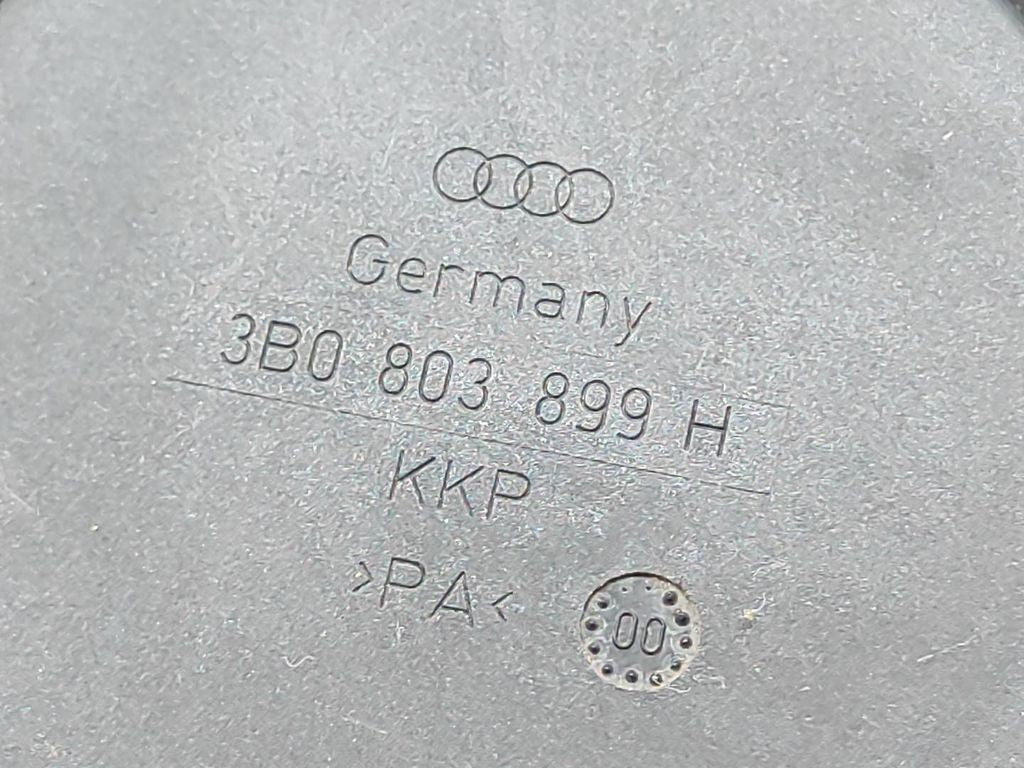 Germany
3B0 803 899 H
KKP
>PA<
00